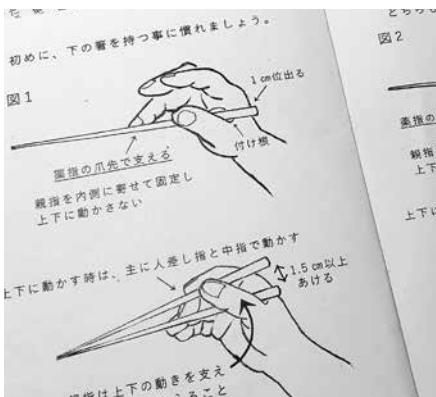 初めに、下の箸を持つ事に慣れましょう。
図1
1cm位出る
付け根
薬指の爪先で支える
親指を内側に寄せて固定し
上下に動かさない
上下に動かす時は、主に人差し指と中指で動かす
1.5cm以上
あける
親指は上下の動きを支え
ること
図2
薬指の
親指
上下
上下に